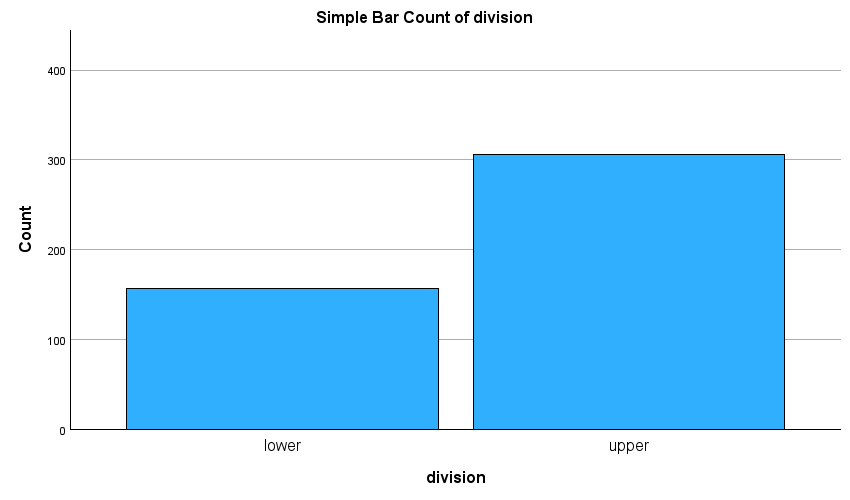 Simple Bar Count of division
400
300
200
100
0
Count
lower upper
division